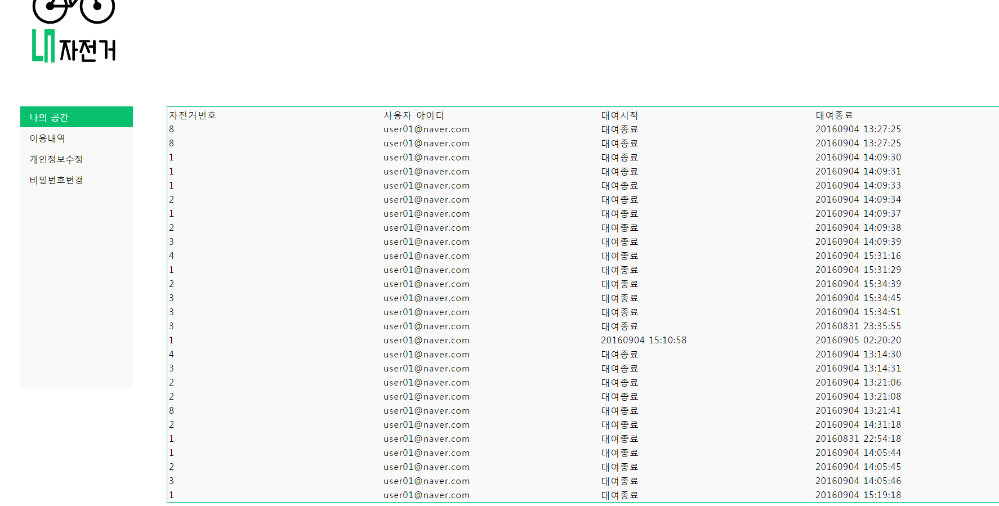 내자전거
나의 공간
이용내역
개인정보수정
비밀번호변경
자전거번호 사용자 아이디 대여시작 대여종료
8 user01@naver.com 대여종료 20160904 13:27:25
8 user01@naver.com 대여종료 20160904 13:27:25
1 user01@naver.com 대여종료 20160904 14:09:30
1 user01@naver.com 대여종료 20160904 14:09:31
1 user01@naver.com 대여종료 20160904 14:09:33
2 user01@naver.com 대여종료 20160904 14:09:34
1 user01@naver.com 대여종료 20160904 14:09:37
2 user01@naver.com 대여종료 20160904 14:09:38
3 user01@naver.com 대여종료 20160904 14:09:39
4 user01@naver.com 대여종료 20160904 15:31:16
1 user01@naver.com 대여종료 20160904 15:31:29
2 user01@naver.com 대여종료 20160904 15:34:39
3 user01@naver.com 대여종료 20160904 15:34:45
3 user01@naver.com 대여종료 20160904 15:34:51
3 user01@naver.com 대여종료 20160831 23:35:55
1 user01@naver.com 20160904 15:10:58 20160905 02:20:20
4 user01@naver.com 대여종료 20160904 13:14:30
3 user01@naver.com 대여종료 20160904 13:14:31
2 user01@naver.com 대여종료 20160904 13:21:06
2 user01@naver.com 대여종료 20160904 13:21:08
8 user01@naver.com 대여종료 20160904 13:21:41
2 user01@naver.com 대여종료 20160904 14:31:18
1 user01@naver.com 대여종료 20160831 22:54:18
1 user01@naver.com 대여종료 20160904 14:05:44
2 user01@naver.com 대여종료 20160904 14:05:45
3 user01@naver.com 대여종료 20160904 14:05:46
1 user01@naver.com 대여종료 20160904 15:19:18